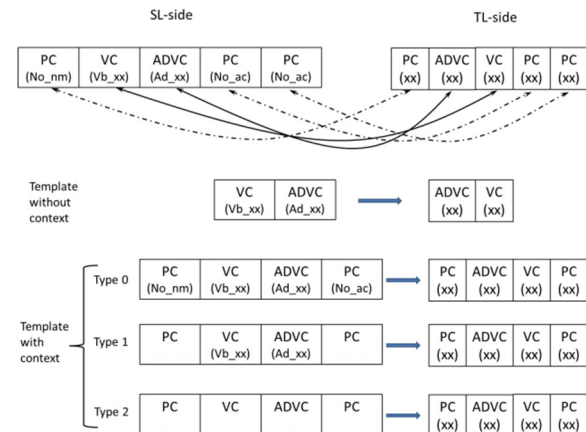 SL-side TL-side
PC VC ADVC PC PC PC ADVC VC PC PC
(No_nm) (Vb_xx) (Ad_xx) (No_ac) (No_ac) (xx) (xx) (xx) (xx) (xx)
Template
without
context
VC ADVC ADVC VC
(Vb_xx) (Ad_xx) (xx) (xx)
Template
with
context
Type 0
PC VC ADVC PC PC ADVC VC PC
(No_nm) (Vb_xx) (Ad_xx) (No_ac) (xx) (xx) (xx) (xx)
Type 1
PC VC ADVC PC PC ADVC VC PC
(Vb_xx) (Ad_xx) (xx) (xx) (xx) (xx)
Type 2
PC VC ADVC PC PC ADVC VC PC
(xx) (xx) (xx) (xx)